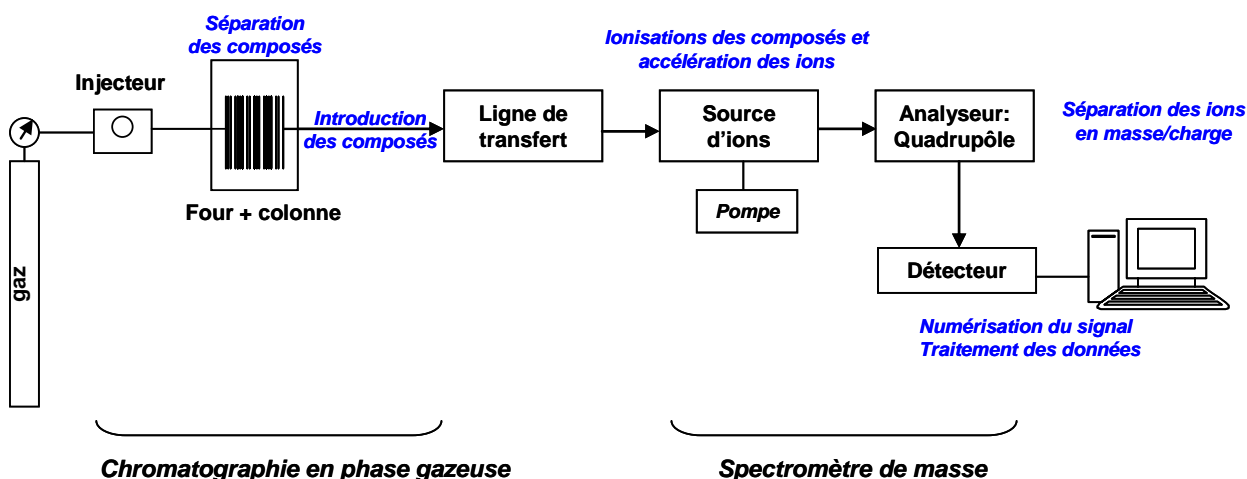 Séparation
des composés
Ionisations des composés et
accélération des ions
Injecteur
Introduction
des composés
Ligne de
transfert
Source
d'ions
Analyseur:
Quadrupôle
Séparation des ions
en masse/charge
Four + colonne
Pompe
gaz
Détecteur
Numérisation du signal
Traitement des données
Chromatographie en phase gazeuse
Spectromètre de masse